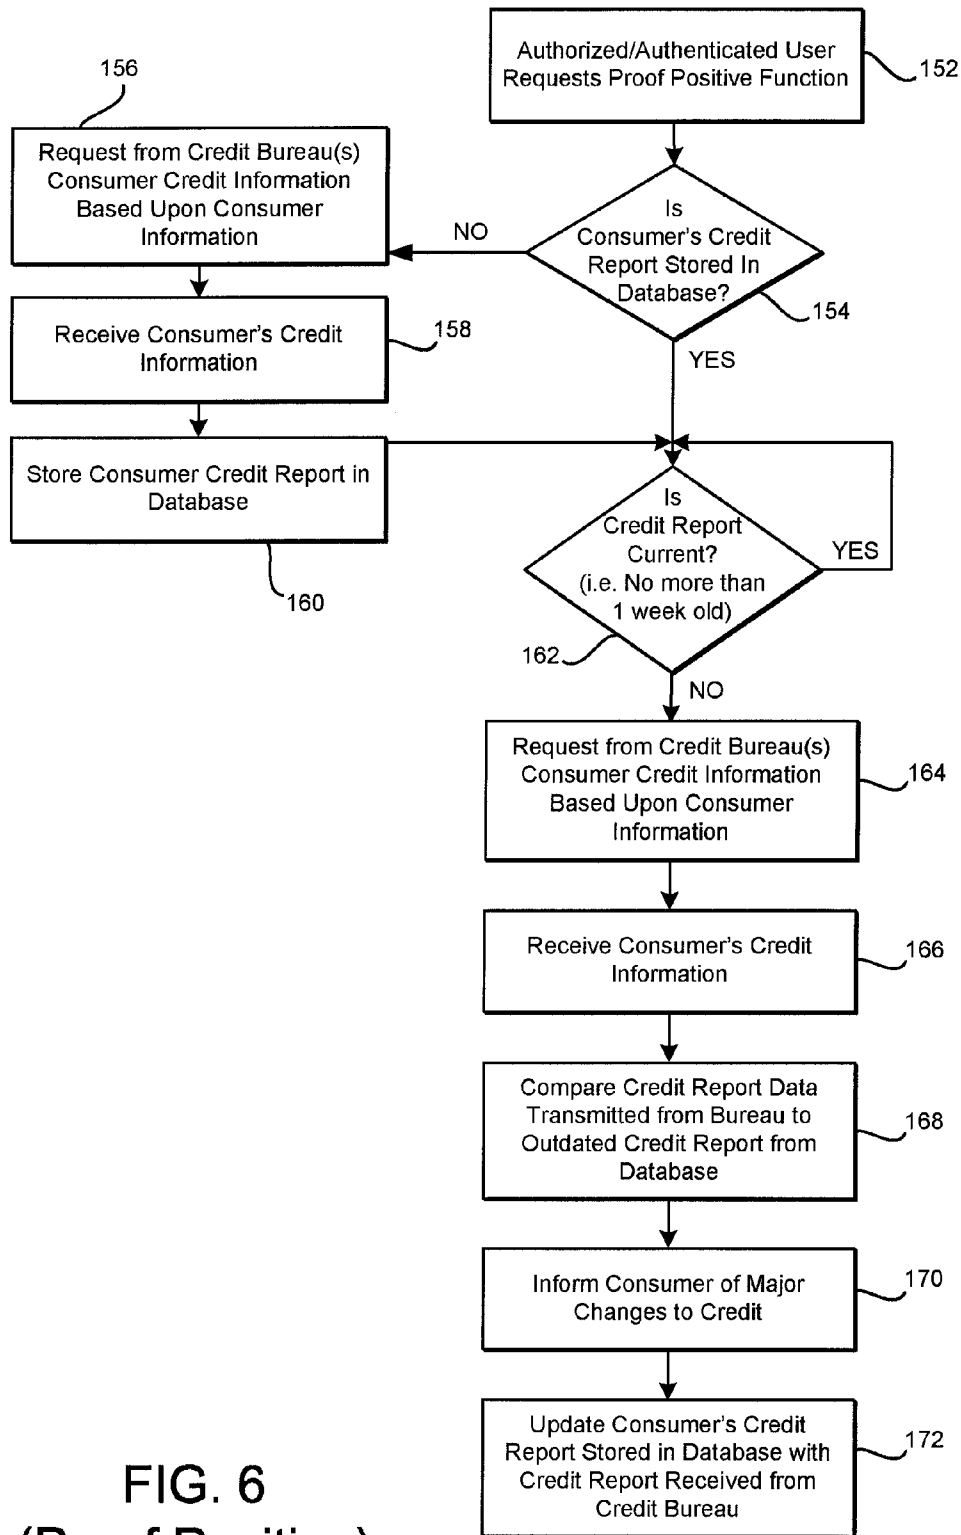 Authorized/Authenticated User
Requests Proof Positive Function
152
156
Request from Credit Bureau(s)
Consumer Credit Information
Based Upon Consumer
Information
NO
Is
Consumer's Credit
Report Stored In
Database?
154
YES
Receive Consumer's Credit
Information
158
Store Consumer Credit Report in
Database
160
Is
Credit Report
Current?
(i.e. No more than
1 week old)
YES
162
NO
Request from Credit Bureau(s)
Consumer Credit Information
Based Upon Consumer
Information
164
Receive Consumer's Credit
Information
166
Compare Credit Report Data
Transmitted from Bureau to
Outdated Credit Report from
Database
168
Inform Consumer of Major
Changes to Credit
170
Update Consumer's Credit
Report Stored in Database with
Credit Report Received from
Credit Bureau
172
FIG. 6
(Proof Positive)